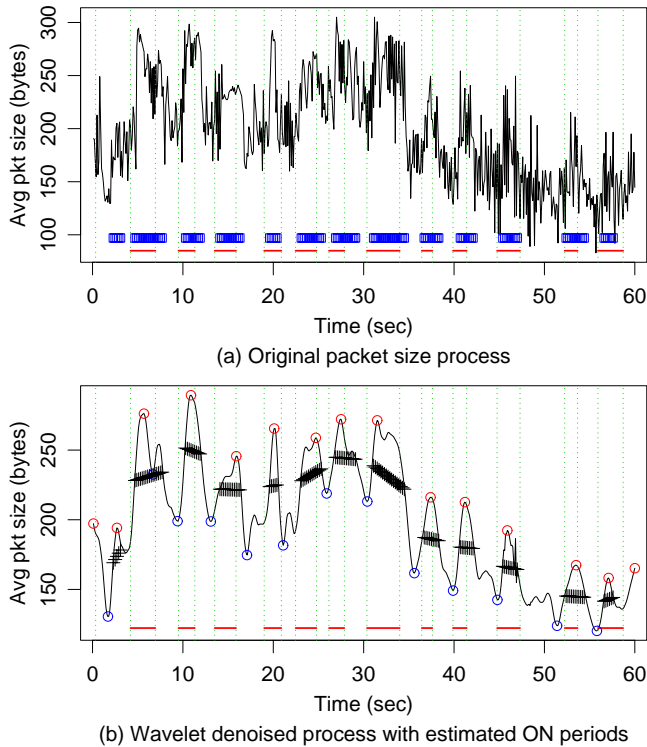 300
250
200
150
100
Avg pkt size (bytes)
0 10 20 30 40 50 60
Time (sec)
(a) Original packet size process
250
200
150
Avg pkt size (bytes)
0 10 20 30 40 50 60
Time (sec)
(b) Wavelet denoised process with estimated ON periods